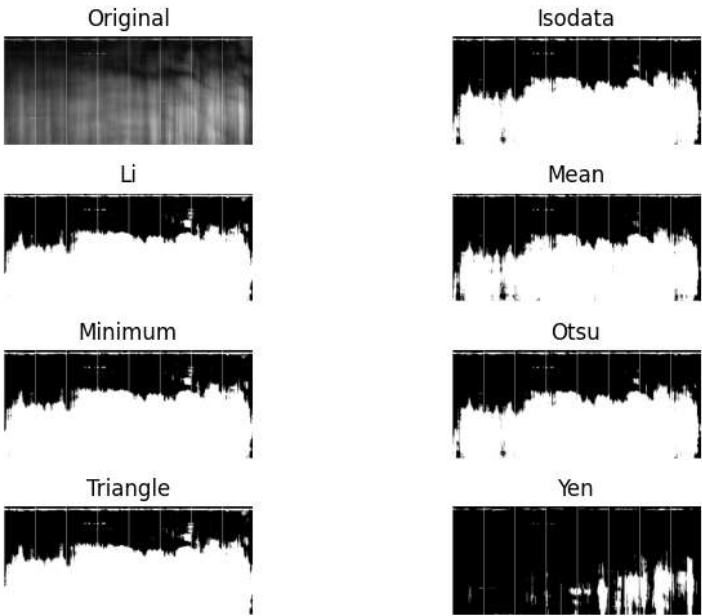 Original
Isodata
Li
Mean
Minimum
Otsu
Triangle
Yen